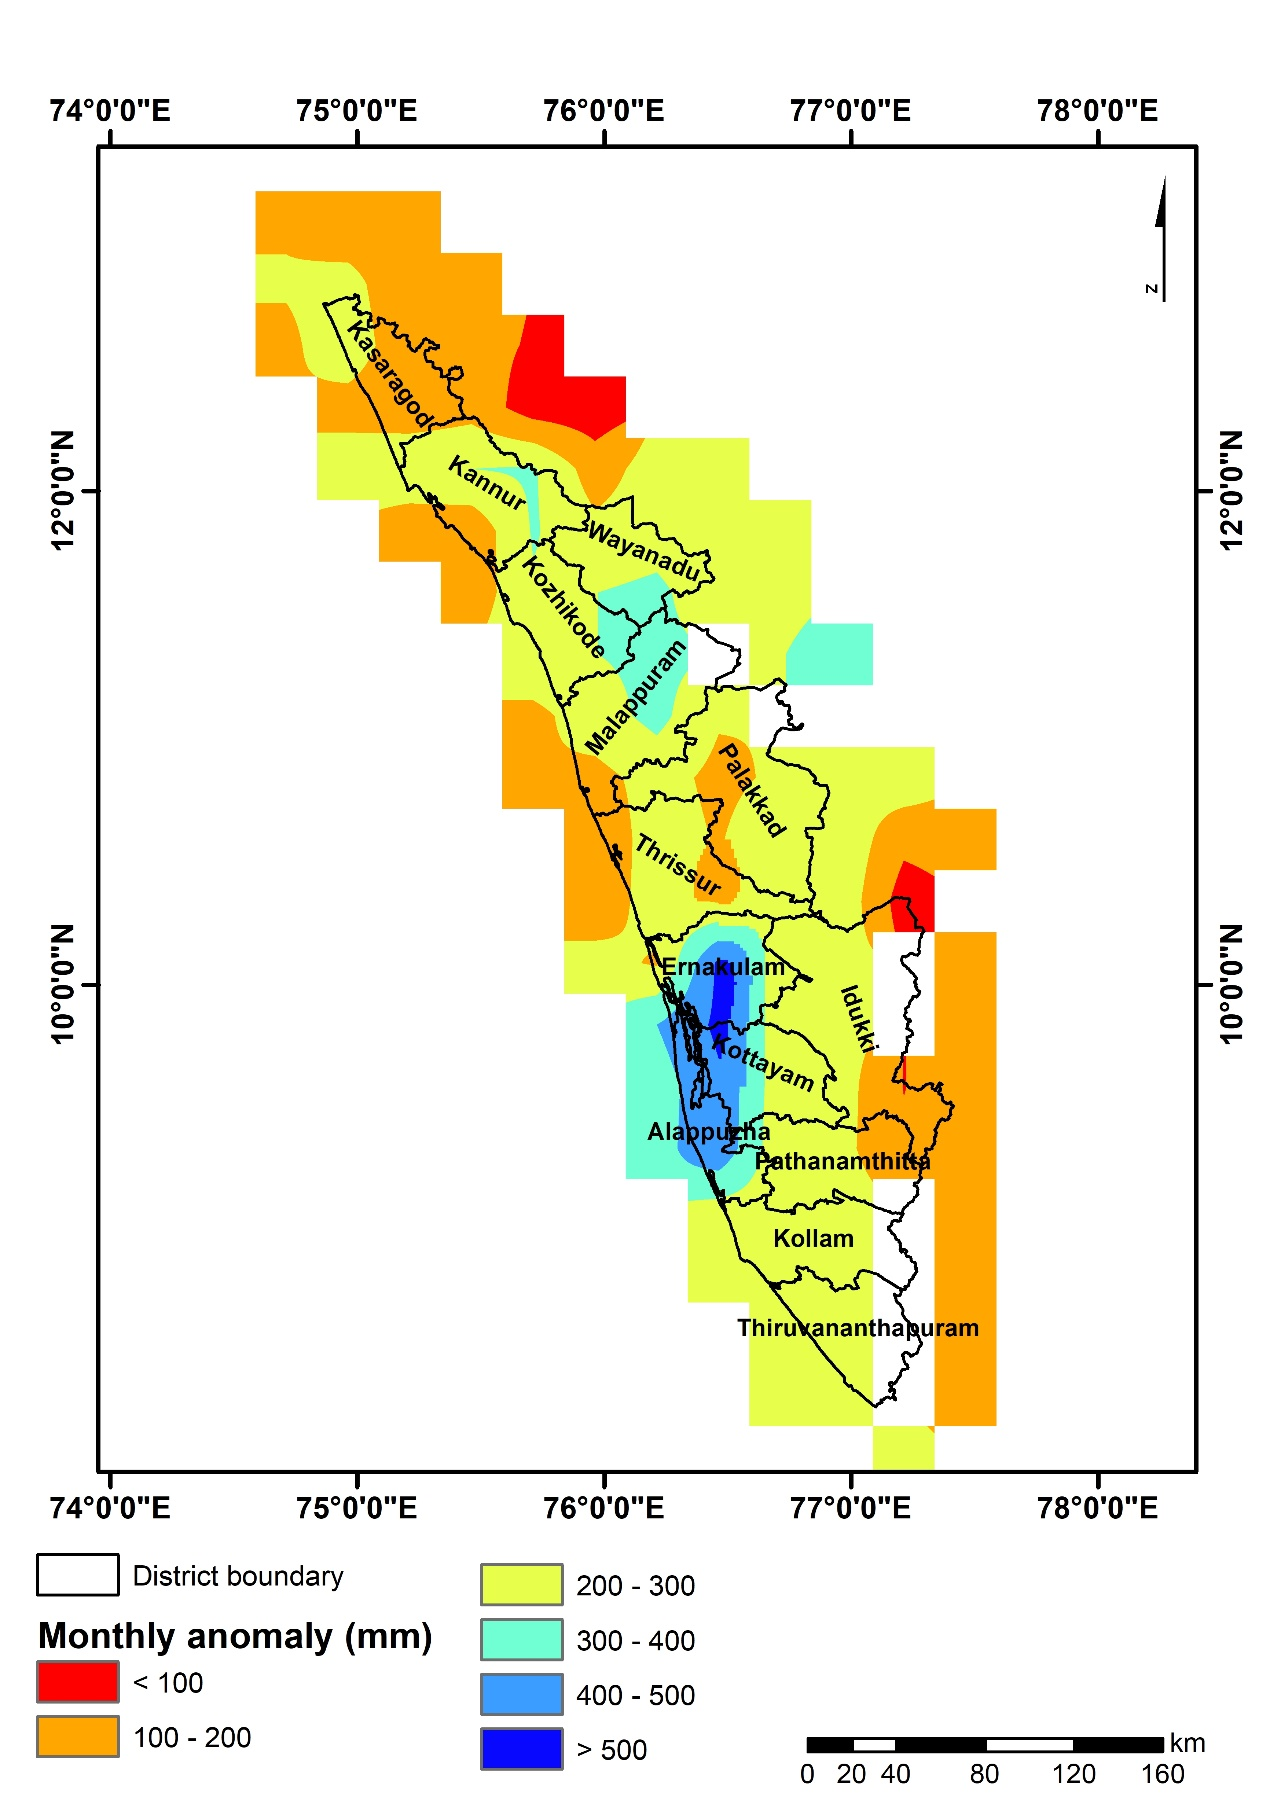 74°0'0"E 75°0'0"E 76°0'0"E 77°0'0"E 78°0'0"E
z
Kasaragod
12°0'0"N 12°0'0"N
Kannur
Wayanadu
Kozhikode
Malappuram
Palakkad
Thrissur
10°0'0"N 10°0'0"N
Ernakulam
Idukki
Kottayam
Alappuzha
Pathanamthitta
Kollam
Thiruvananthapuram
74°0'0"E 75°0'0"E 76°0'0"E 77°0'0"E 78°0'0"E
District boundary
Monthly anomaly (mm)
< 100
100 - 200
200 - 300
300 - 400
400 - 500
> 500
km
0 20 40 80 120 160